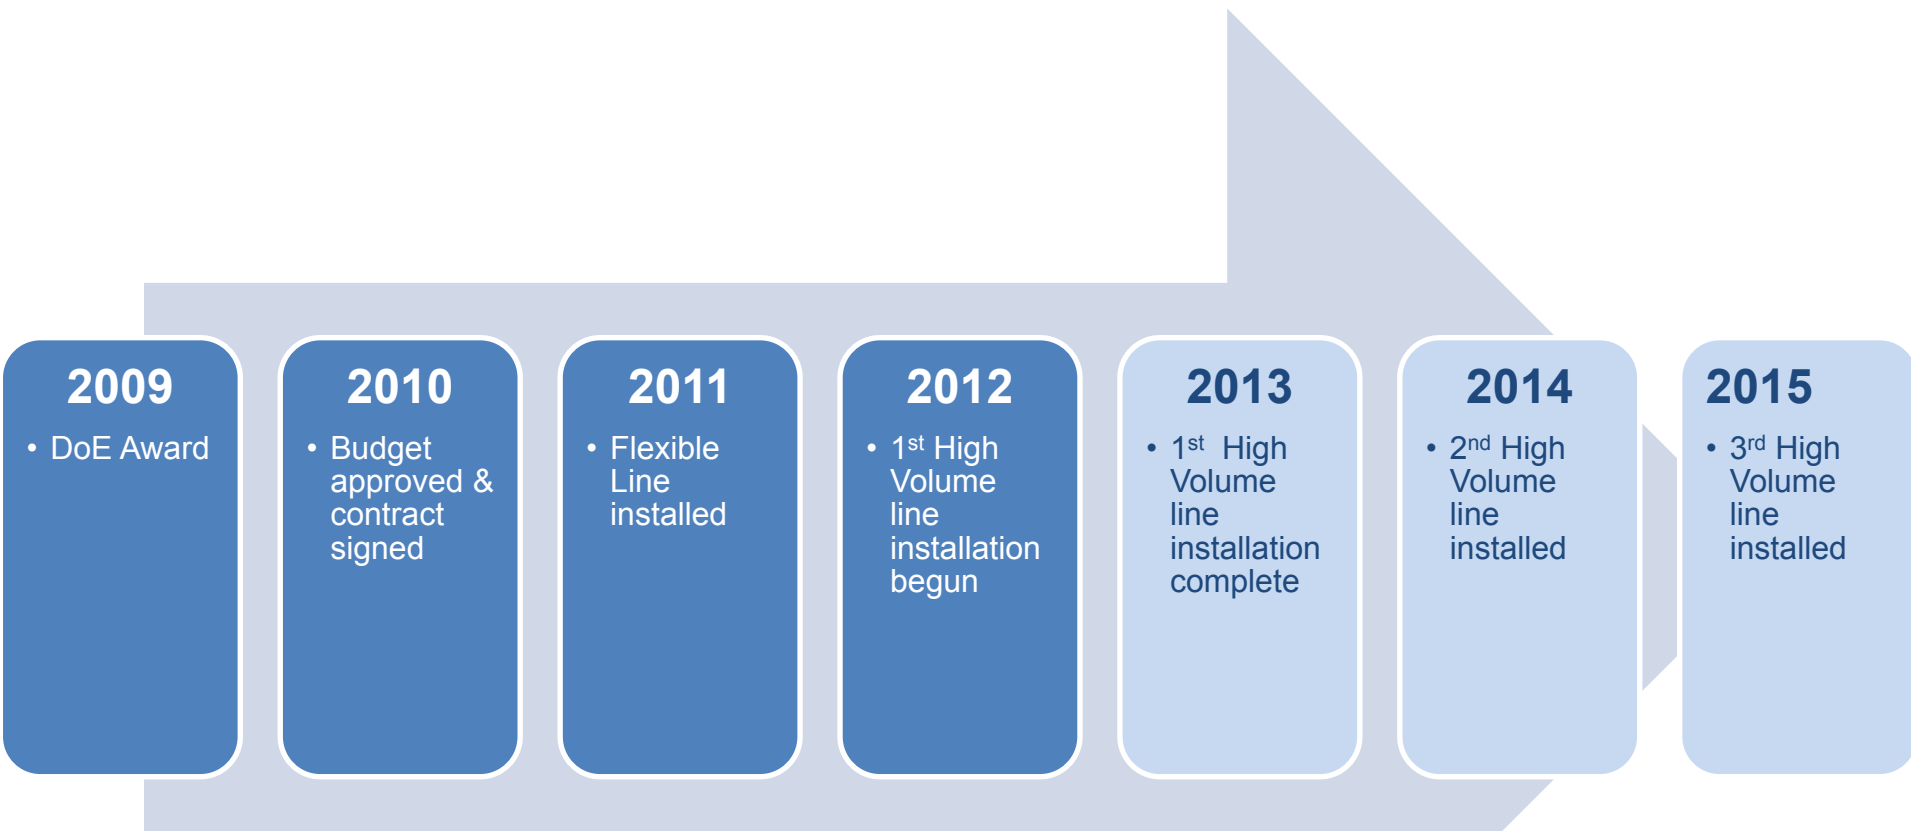 2009
• DoE Award
2010
• Budget
approved &
contract
signed
2011
• Flexible
Line
installed
2012
• 1st High
Volume
line
installation
begun
2013
• 1st High
Volume
line
installation
complete
2014
• 2nd High
Volume
line
installed
2015
• 3rd High
Volume
line
installed